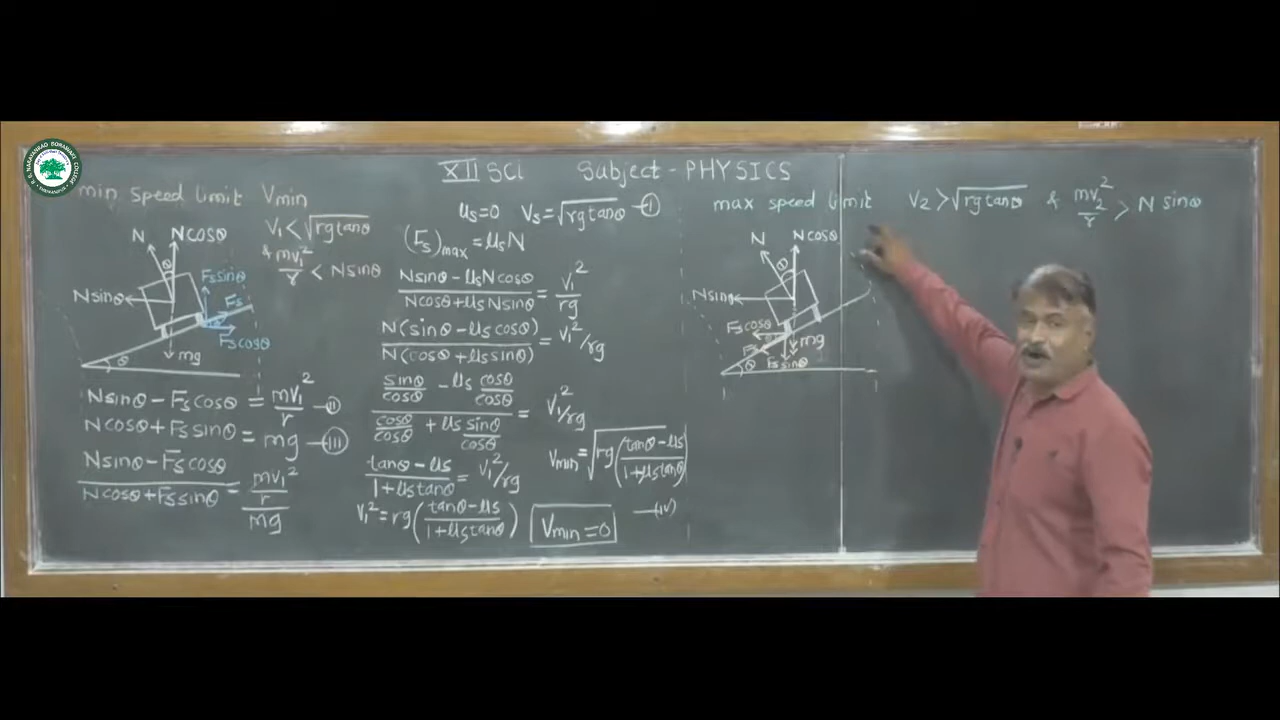 XII SCi Subject - PHYSICS
min speed limit Vmin
V₁ < √rg tanθ
& mv₁²/r < N sinθ
N
N cosθ
θ
Fs sinθ
N sinθ
Fs
Fs cosθ
mg
θ
N sinθ - Fs cosθ = mv₁²/r - II
N cosθ + Fs sinθ = mg - III
(N sinθ - Fs cosθ)/(N cosθ + Fs sinθ) = (mv₁²/r)/mg
μs=0 Vs = √rg tanθ - I
(Fs)max = μsN
(N sinθ - μs N cosθ)/(N cosθ + μs N sinθ) = v₁²/rg
N(sinθ - μs cosθ)/N(cosθ + μs sinθ) = v₁²/rg
(sinθ/cosθ - μs cosθ/cosθ)/(cosθ/cosθ + μs sinθ/cosθ) = v₁²/rg
(tanθ - μs)/(1 + μs tanθ) = v₁²/rg
v₁² = rg((tanθ - μs)/(1 + μs tanθ))
Vmin = √rg((tanθ - μs)/(1 + μs tanθ))
- (IV)
Vmin = 0
max speed limit V₂ > √rg tanθ & mv₂²/r > N sinθ
N
N cosθ
θ
N sinθ
Fs cosθ
mg
Fs
Fs sinθ
θ